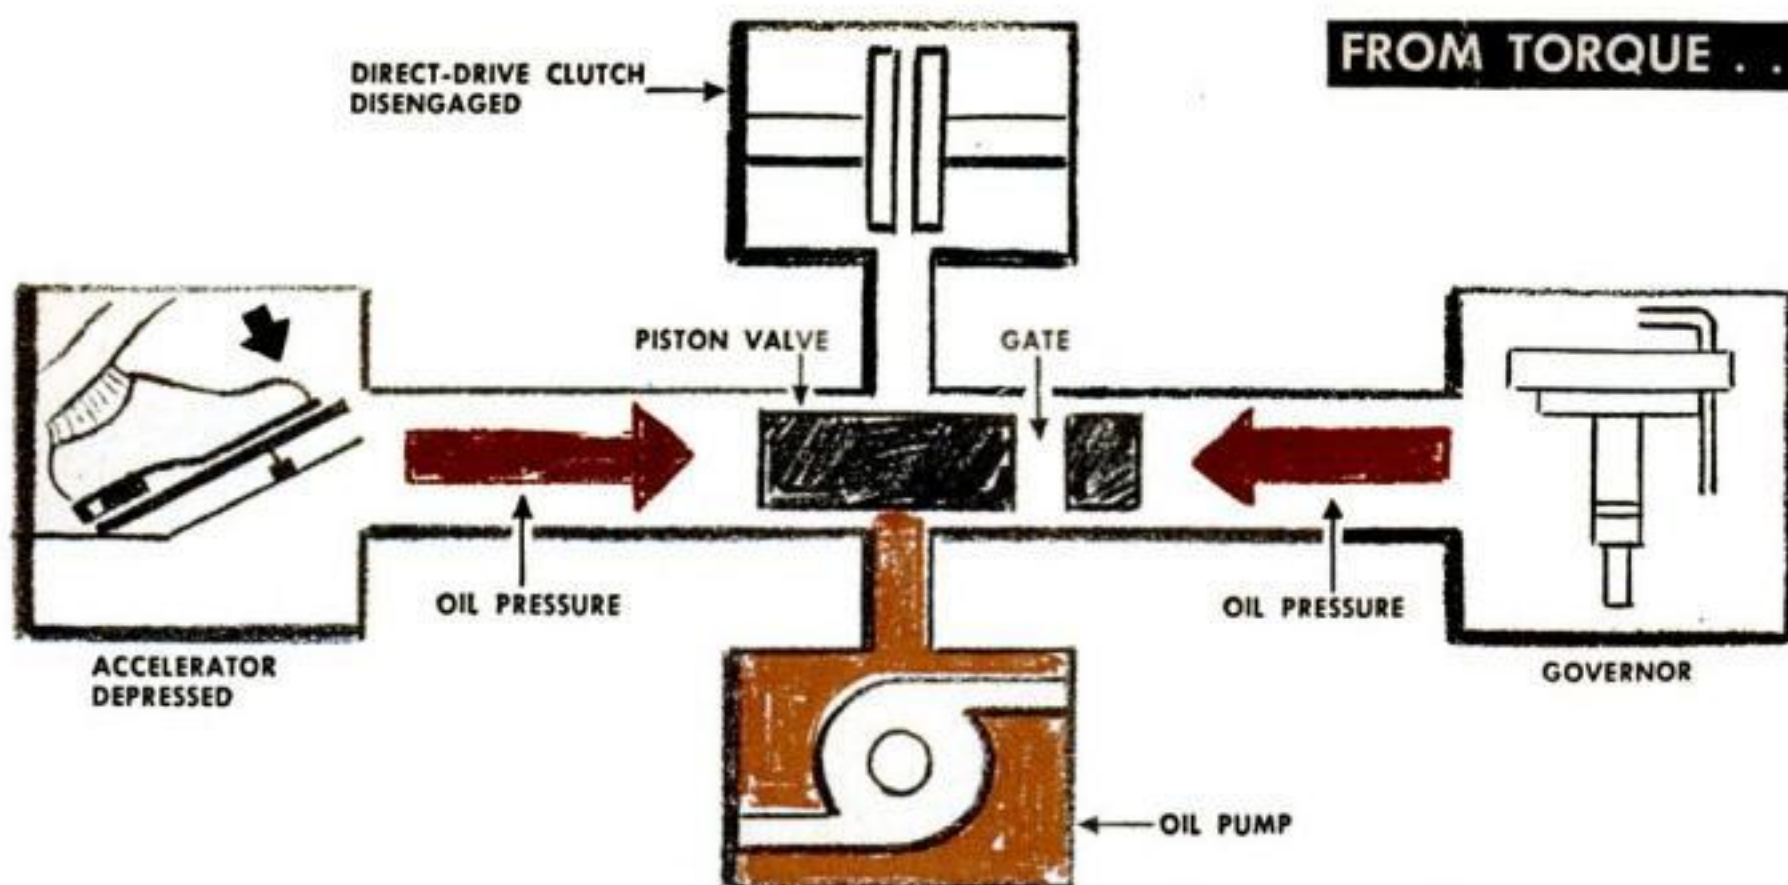 FROM TORQUE . .
DIRECT-DRIVE CLUTCH
DISENGAGED
PISTON VALVE
GATE
OIL PRESSURE
OIL PRESSURE
ACCELERATOR
DEPRESSED
GOVERNOR
OIL PUMP